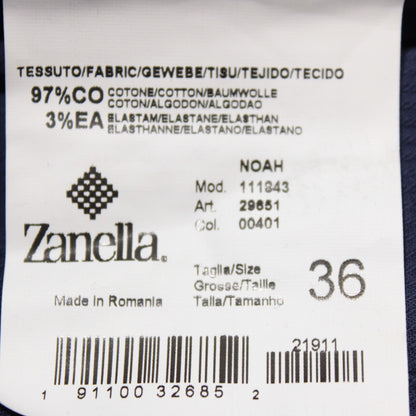 TESSUTO/FABRIC/GEWEBE/TISU/TEJIDO/TECIDO
97%CO COTONE/COTTON/BAUMWOLLE
COTON/ALGODON/ALGODAO
3%EA ELASTAM/ELASTANE/ELASTHAN
ELASTHANNE/ELASTANO/ELASTANO
NOAH
Mod. 111843
Art. 29651
Col. 00401
Zanella®
Taglia/Size
Grosse/Taille
Talla/Tamanho
36
Made in Romania
21911
1 91100 32685 2